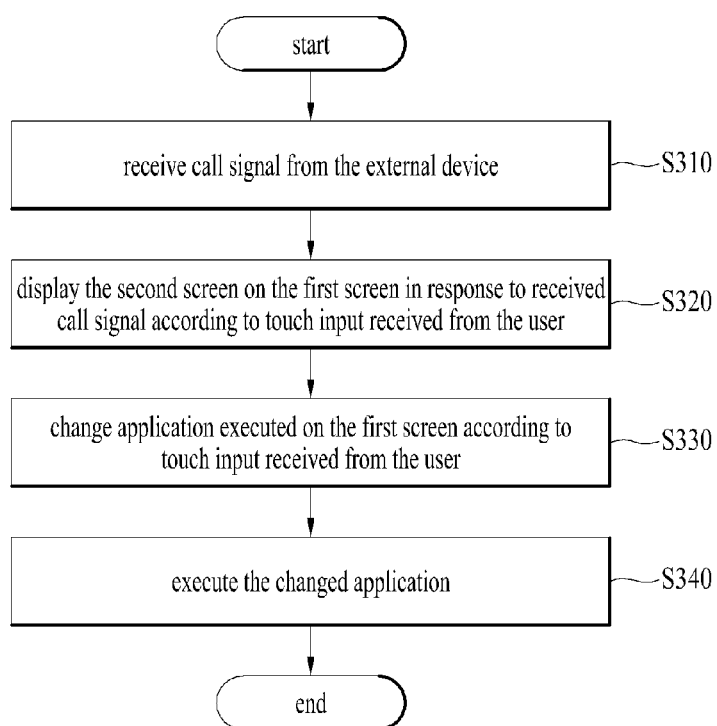 start
receive call signal from the external device
S310
display the second screen on the first screen in response to received
call signal according to touch input received from the user
S320
change application executed on the first screen according to
touch input received from the user
S330
execute the changed application
S340
end